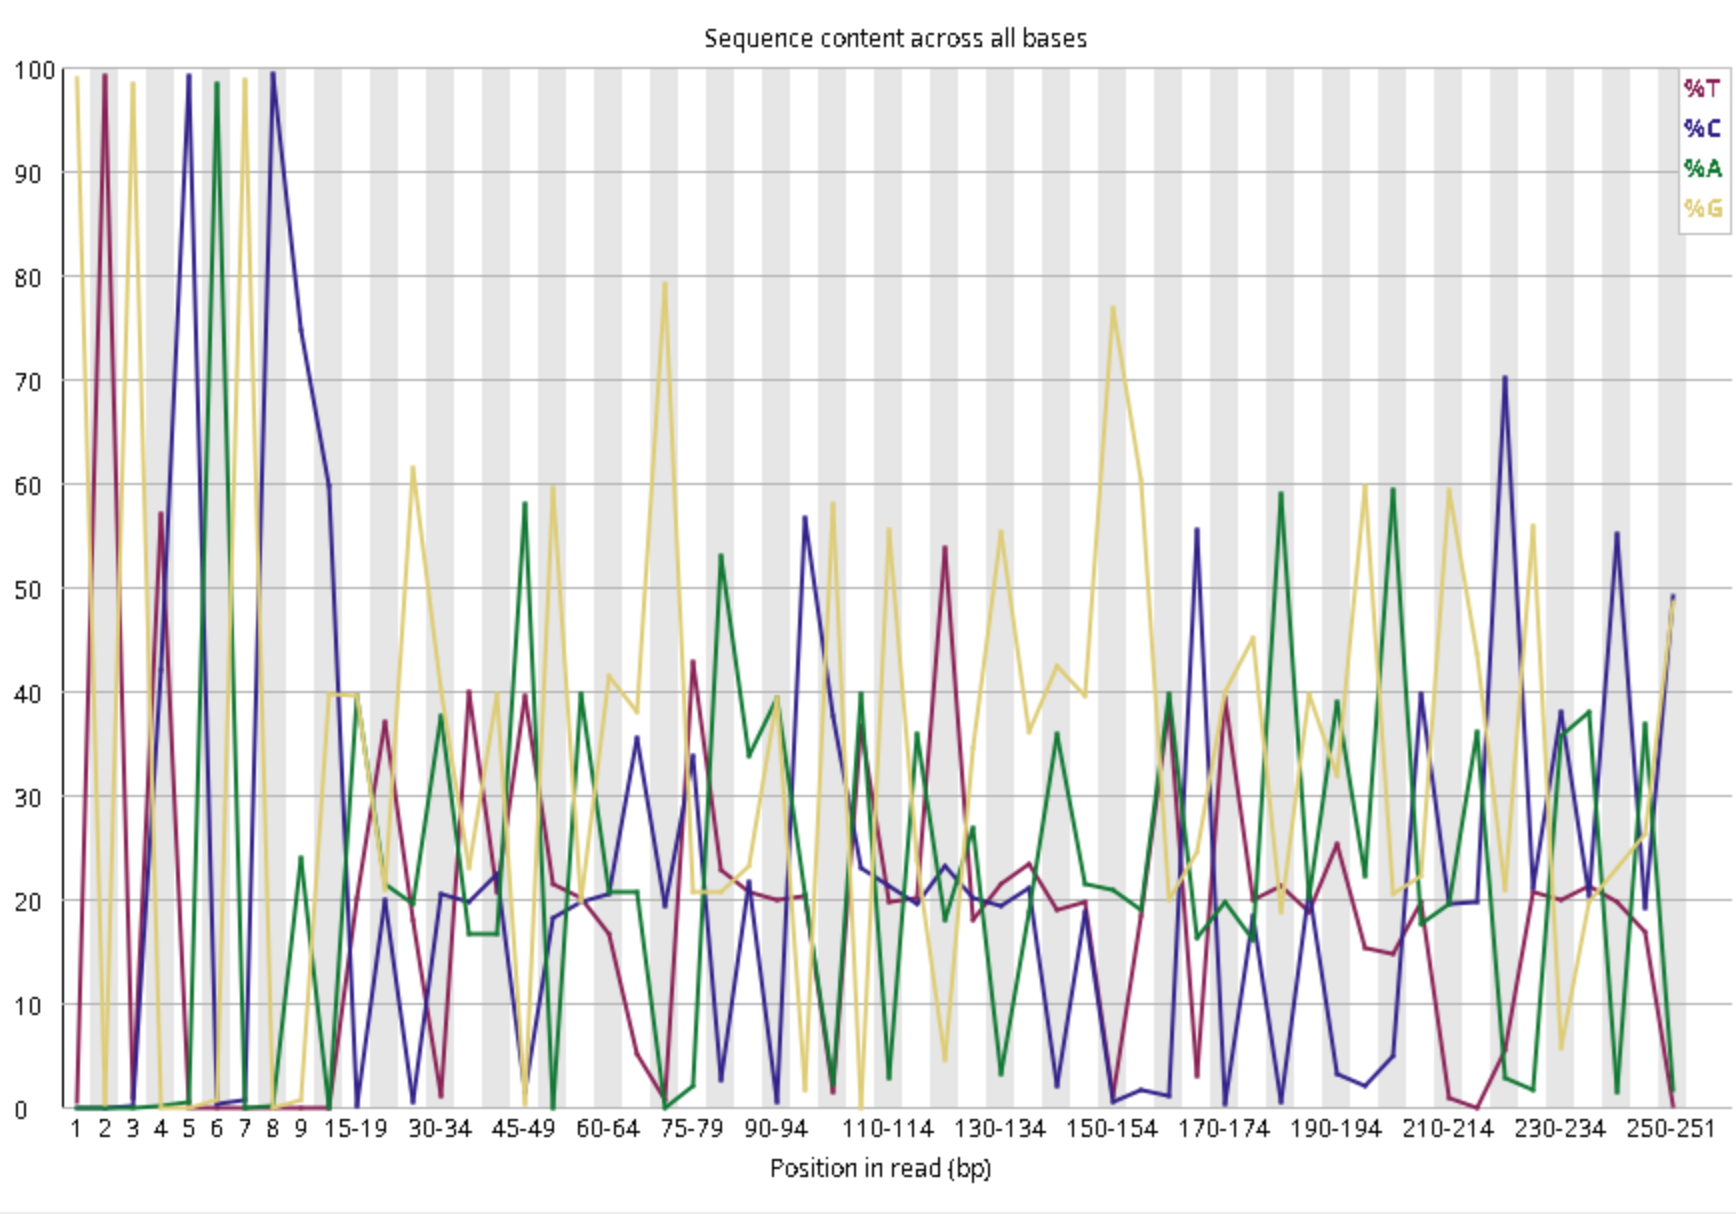 Sequence content across all bases
100
90
80
70
60
50
40
30
20
10
0
%T
%C
%A
%G
1 2 3 4 5 6 7 8 9 15-19 30-34 45-49 60-64 75-79 90-94 110-114 130-134 150-154 170-174 190-194 210-214 230-234 250-251
Position in read (bp)